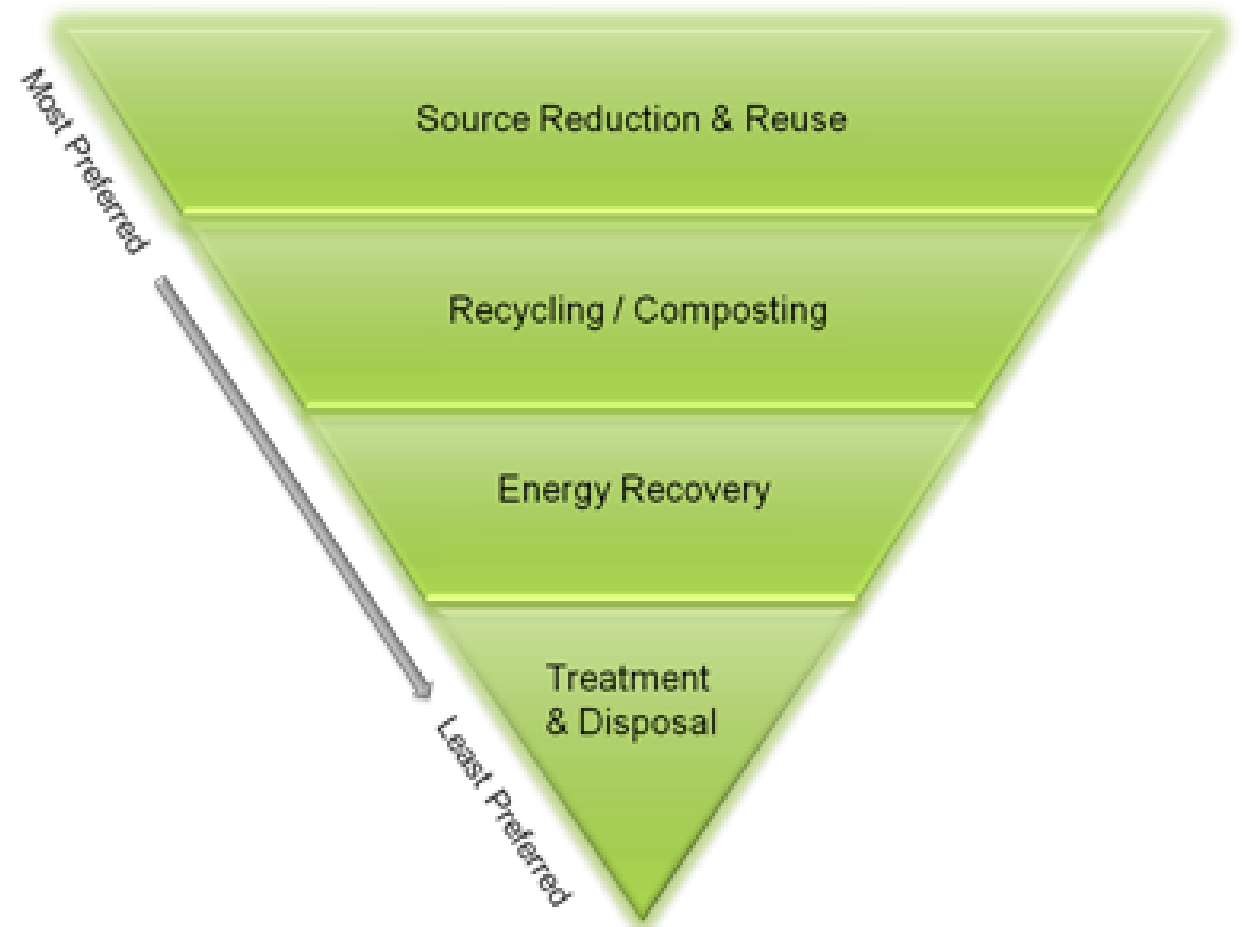 Most Preferred
Source Reduction & Reuse
Recycling / Composting
Energy Recovery
Treatment
& Disposal
Least Preferred